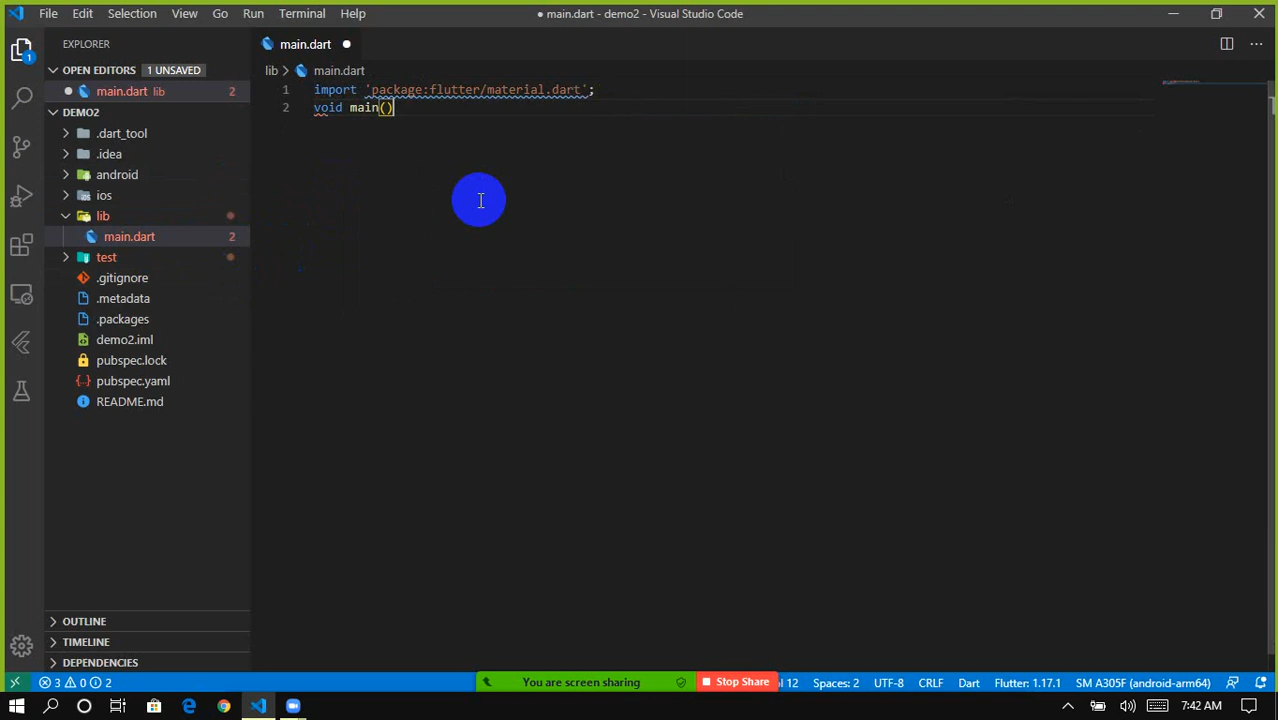 File Edit Selection View Go Run Terminal Help
● main.dart - demo2 - Visual Studio Code
EXPLORER
main.dart
OPEN EDITORS 1 UNSAVED
lib > main.dart
main.dart lib 2
1 import 'package:flutter/material.dart';
2 void main()
DEMO2
.dart_tool
.idea
android
ios
lib
main.dart 2
test
.gitignore
.metadata
.packages
demo2.iml
pubspec.lock
pubspec.yaml
README.md
OUTLINE
TIMELINE
DEPENDENCIES
1
3 0 2
You are screen sharing
Stop Share
12
Spaces: 2
UTF-8
CRLF
Dart
Flutter: 1.17.1
SM A305F (android-arm64)
7:42 AM